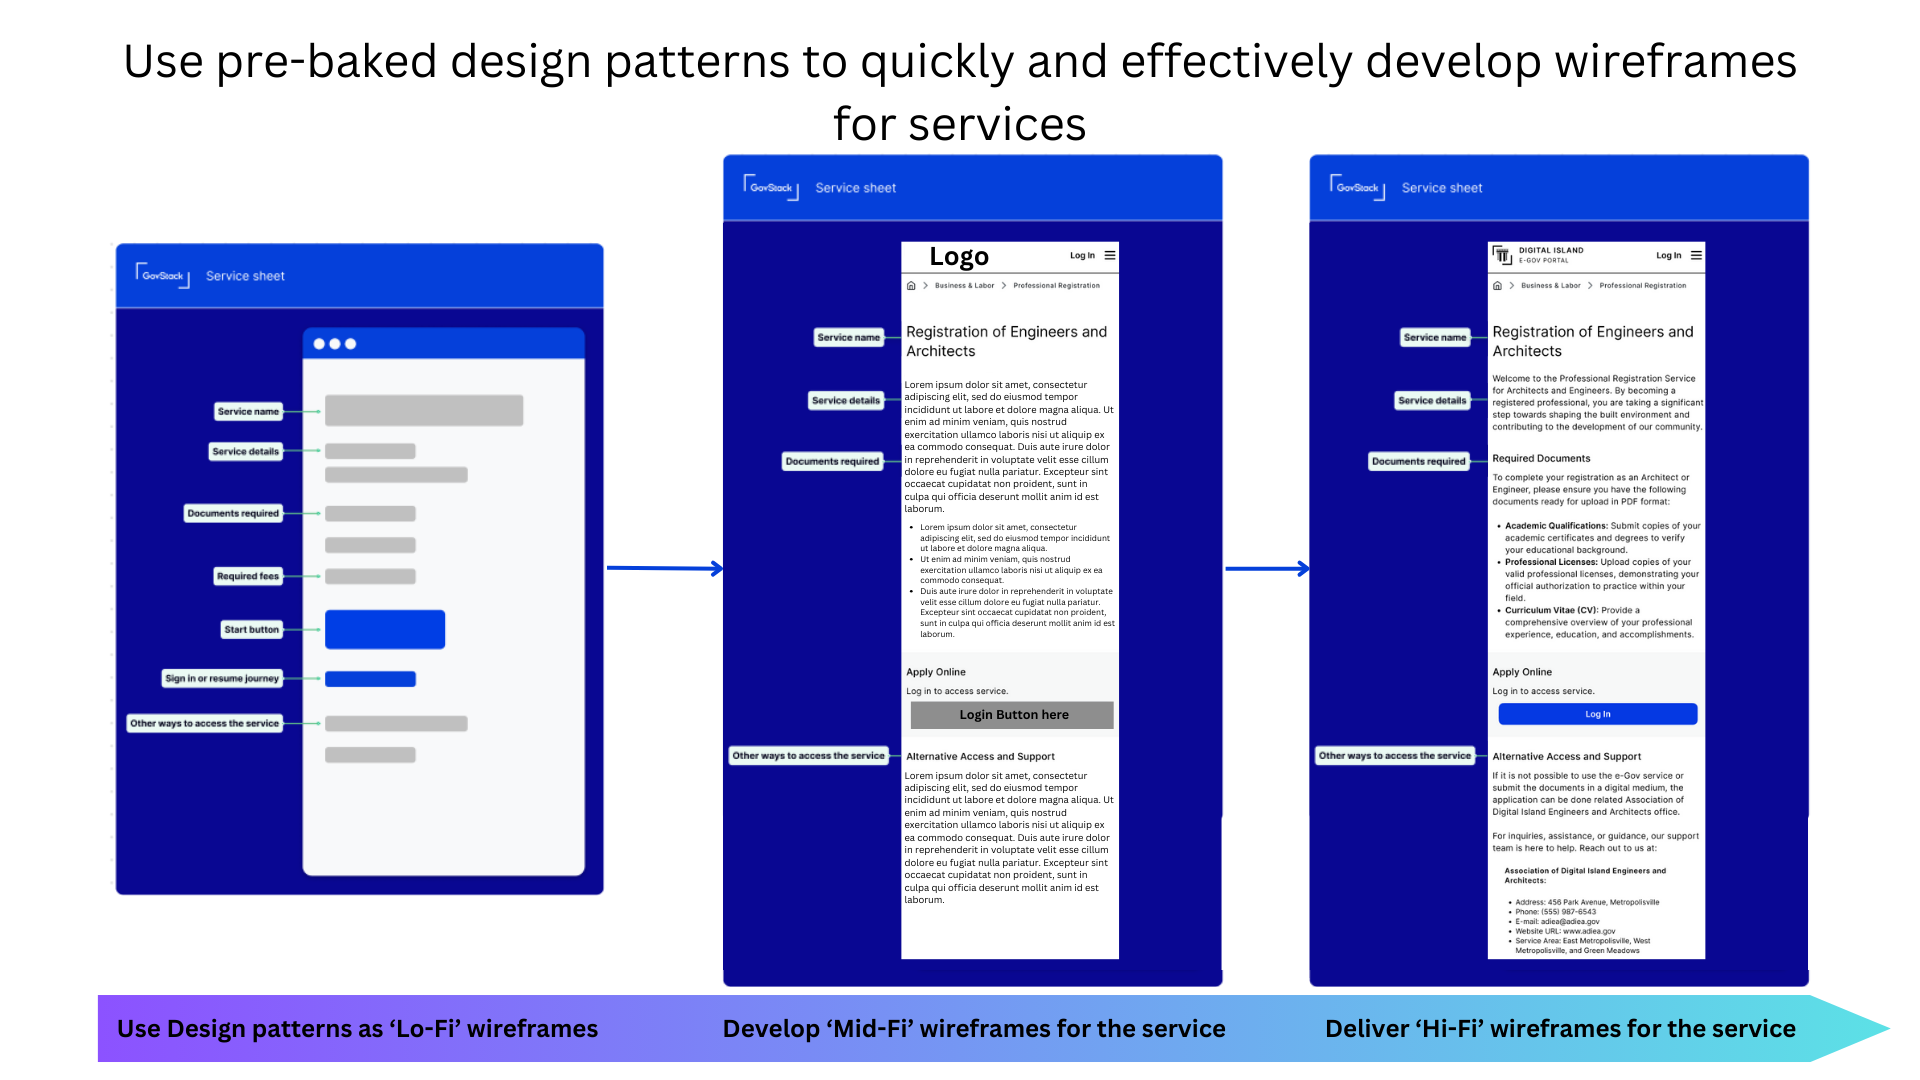 Use pre-baked design patterns to quickly and effectively develop wireframes
for services
GovStack
Service sheet
Service name
Service details
Documents required
Required fees
Start button
Sign in or resume journey
Other ways to access the service
GovStack
Service sheet
Logo
Log In
Business & Labor
Professional Registration
Service name
Registration of Engineers and
Architects
Service details
Documents required
Lorem ipsum dolor sit amet, consectetur
adipiscing elit, sed do eiusmod tempor
incididunt ut labore et dolore magna aliqua. Ut
enim ad minim veniam, quis nostrud
exercitation ullamco laboris nisi ut aliquip ex
ea commodo consequat. Duis aute irure dolor
in reprehenderit in voluptate velit esse cillum
dolore eu fugiat nulla pariatur. Excepteur sint
occaecat cupidatat non proident, sunt in
culpa qui officia deserunt mollit anim id est
laborum.
• Lorem ipsum dolor sit amet, consectetur
adipiscing elit, sed do eiusmod tempor incididunt
ut labore et dolore magna aliqua.
• Ut enim ad minim veniam, quis nostrud
exercitation ullamco laboris nisi ut aliquip ex ea
commodo consequat.
• Duis aute irure dolor in reprehenderit in voluptate
velit esse cillum dolore eu fugiat nulla pariatur.
Excepteur sint occaecat cupidatat non proident,
sunt in culpa qui officia deserunt mollit anim id est
laborum.
Apply Online
Log in to access service.
Login Button here
Other ways to access the service
Alternative Access and Support
Lorem ipsum dolor sit amet, consectetur
adipiscing elit, sed do eiusmod tempor
incididunt ut labore et dolore magna aliqua. Ut
enim ad minim veniam, quis nostrud
exercitation ullamco laboris nisi ut aliquip ex
ea commodo consequat. Duis aute irure dolor
in reprehenderit in voluptate velit esse cillum
dolore eu fugiat nulla pariatur. Excepteur sint
occaecat cupidatat non proident, sunt in
culpa qui officia deserunt mollit anim id est
laborum.
GovStack
Service sheet
DIGITAL ISLAND
E-GOV PORTAL
Log In
Business & Labor
Professional Registration
Service name
Registration of Engineers and
Architects
Service details
Welcome to the Professional Registration Service
for Architects and Engineers. By becoming a
registered professional, you are taking a significant
step towards shaping the built environment and
contributing to the development of our community.
Documents required
Required Documents
To complete your registration as an Architect or
Engineer, please ensure you have the following
documents ready for upload in PDF format:
• Academic Qualifications: Submit copies of your
academic certificates and degrees to verify
your educational background.
• Professional Licenses: Upload copies of your
valid professional licenses, demonstrating your
official authorization to practice within your
field.
• Curriculum Vitae (CV): Provide a
comprehensive overview of your professional
experience, education, and accomplishments.
Apply Online
Log in to access service.
Log In
Other ways to access the service
Alternative Access and Support
If it is not possible to use the e-Gov service or
submit the documents in a digital medium, the
application can be done related Association of
Digital Island Engineers and Architects office.
For inquiries, assistance, or guidance, our support
team is here to help. Reach out to us at:
Association of Digital Island Engineers and
Architects:
• Address: 456 Park Avenue, Metropolisville
• Phone: (555) 987-6543
• E-mail: adiea@adiea.gov
• Website URL: www.adiea.gov
• Service Area: East Metropolisville, West
Metropolisville, and Green Meadows
Use Design patterns as ‘Lo-Fi’ wireframes
Develop ‘Mid-Fi’ wireframes for the service
Deliver ‘Hi-Fi’ wireframes for the service